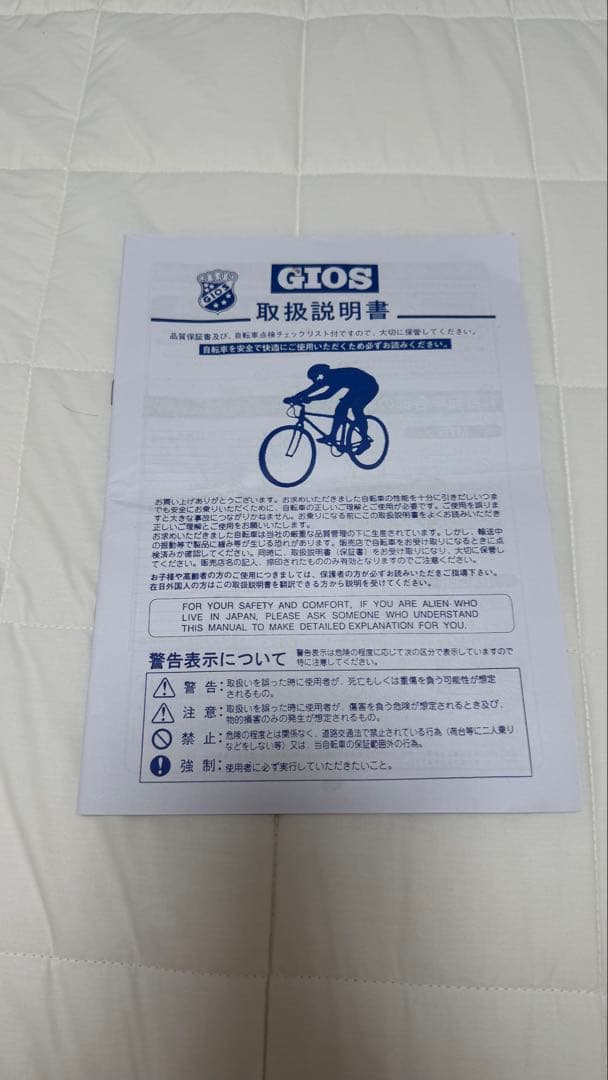 GIOS
GIOS
取扱説明書
品質保証書及び、自転車点検チェックリスト付ですので、大切に保管してください。
自転車を安全で快適にご使用いただくため必ずお読みください。
お買い上げありがとうございます。お求めいただきました自転車の性能を十分に引きだしいつま
でも安全にお乗りいただくために、自転車の正しいご理解とご使用が必要です。ご使用を誤りま
すと大きな事故につながりかねません。お乗りになる前にこの取扱説明書をよくお読みいただき
正しいご理解とご使用をお願いいたします。
お求めいただきました自転車は当社の厳重な品質管理の下に生産されています。しかし、輸送中
の振動等で製品に緩み等が生じる恐れがあります。販売店で自転車をお受け取りになるときに点
検済みか確認してください。同時に、取扱説明書（保証書）をお受け取りになり、大切に保管し
てください。販売店名の記入、捺印されたもののみ有効となりますのでご注意ください。
お子様や高齢者の方のご使用につきましては、保護者の方が必ずお読みいただきご指導下さい。
在日外国人の方はこの取扱説明書を翻訳できる方から説明を受けてください。
FOR YOUR SAFETY AND COMFORT, IF YOU ARE ALIEN-WHO
LIVE IN JAPAN, PLEASE ASK SOMEONE WHO UNDERSTAND
THIS MANUAL TO MAKE DETAILED EXPLANATION FOR YOU.
警告表示について 警告表示は危険の程度に応じて次の区分で表示していますので
特に注意してください。
警 告：取扱いを誤った時に使用者が、死亡もしくは重傷を負う可能性が想定
されるもの。
注 意：取扱いを誤った時に使用者が、傷害を負う危険が想定されるとき及び、
物的損害のみの発生が想定されるもの。
禁 止：危険の程度とは関係なく、道路交通法で禁止されている行為（荷台等に二人乗り
などをしない等）又は、当自転車の保証範囲外の行為。
強 制：使用者に必ず実行していただきたいこと。